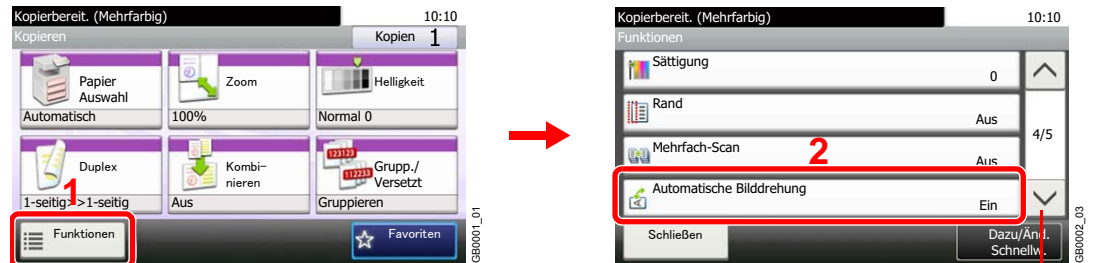 Kopierbereit. (Mehrfarbig) 10:10
Kopieren
Kopien 1
Papier
Auswahl
Automatisch
Zoom
100%
Helligkeit
Normal 0
Duplex
1-seitig>>1-seitig
Kombi-
nieren
Aus
123123
112233
Grupp./
Versetzt
Gruppieren
1
Funktionen
Favoriten
GB0001_01
Kopierbereit. (Mehrfarbig) 10:10
Funktionen
Sättigung
0
Rand
Aus
4/5
Mehrfach-Scan
Aus
2
Automatische Bilddrehung
Ein
Schließen
Dazu/Änd.
Schnellw.
GB0002_03